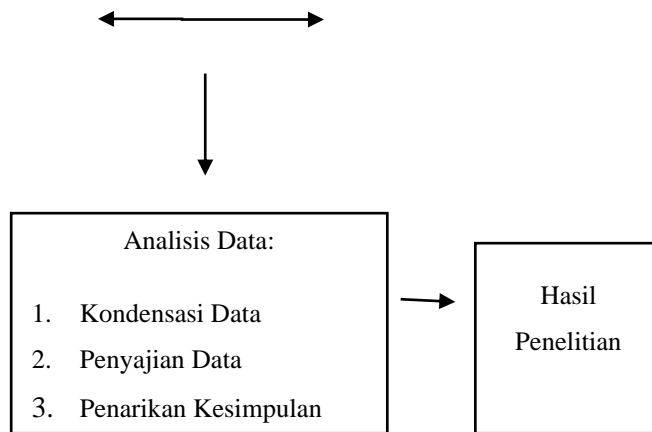 Analisis Data:
1. Kondensasi Data
2. Penyajian Data
3. Penarikan Kesimpulan
Hasil
Penelitian